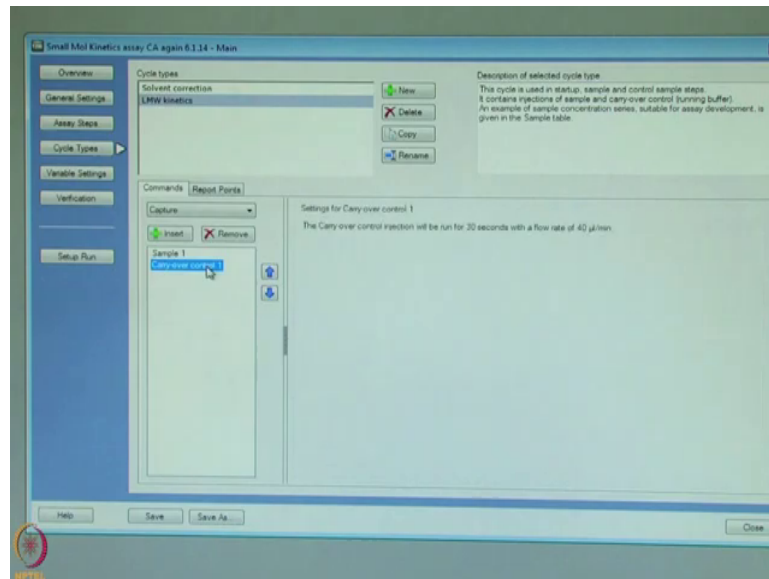 Small Mol Kinetics assay CA again 6.1.14 - Main
Overview
General Settings
Assay Steps
Cycle Types
Variable Settings
Verification
Setup Run
Cycle types
Solvent correction
LMW kinetics
New
Delete
Copy
Rename
Description of selected cycle type
This cycle is used in startup, sample and control sample steps.
It contains injections of sample and carry-over control (running buffer).
An example of sample concentration series, suitable for assay development, is
given in the Sample table.
Commands
Report Points
Capture
Insert
Remove
Sample 1
Carry-over control 1
Settings for Carry-over control 1
The Carry over control injection will be run for 30 seconds with a flow rate of 40 µl/min
Help
Save
Save As...
Close
NPTEL